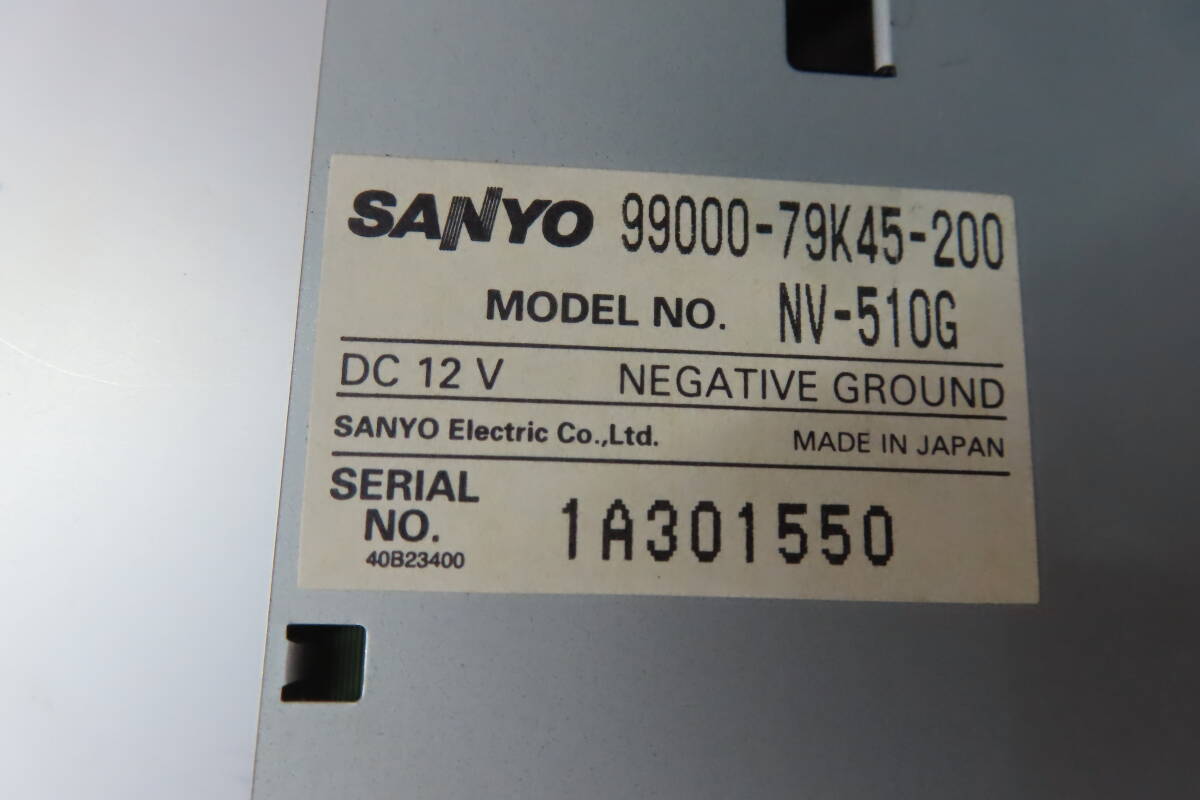 SANYO 99000-79K45-200
MODEL NO. NV-510G
DC 12 V NEGATIVE GROUND
SANYO Electric Co.,Ltd. MADE IN JAPAN
SERIAL NO. 1A301550
40B23400